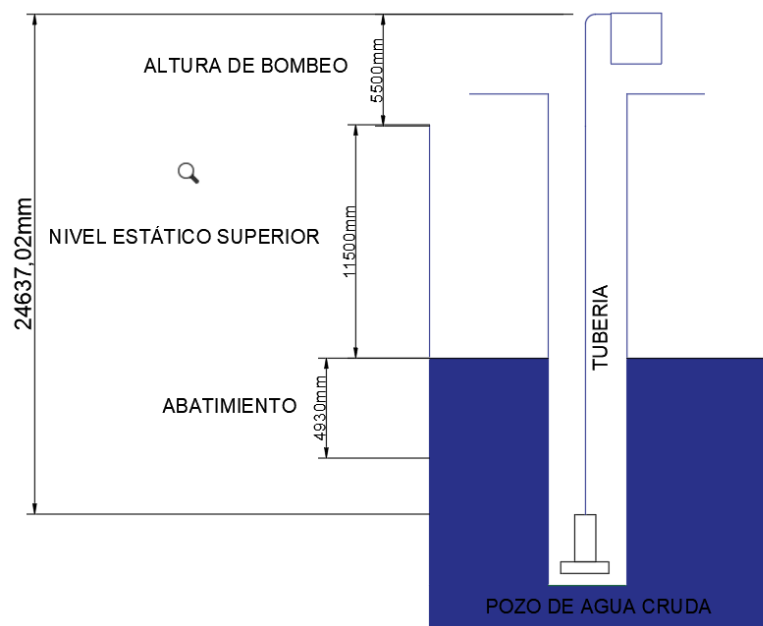 ALTURA DE BOMBEO
5500mm
24637,02mm
NIVEL ESTÁTICO SUPERIOR
11500mm
TUBERIA
ABATIMIENTO
4930mm
POZO DE AGUA CRUDA